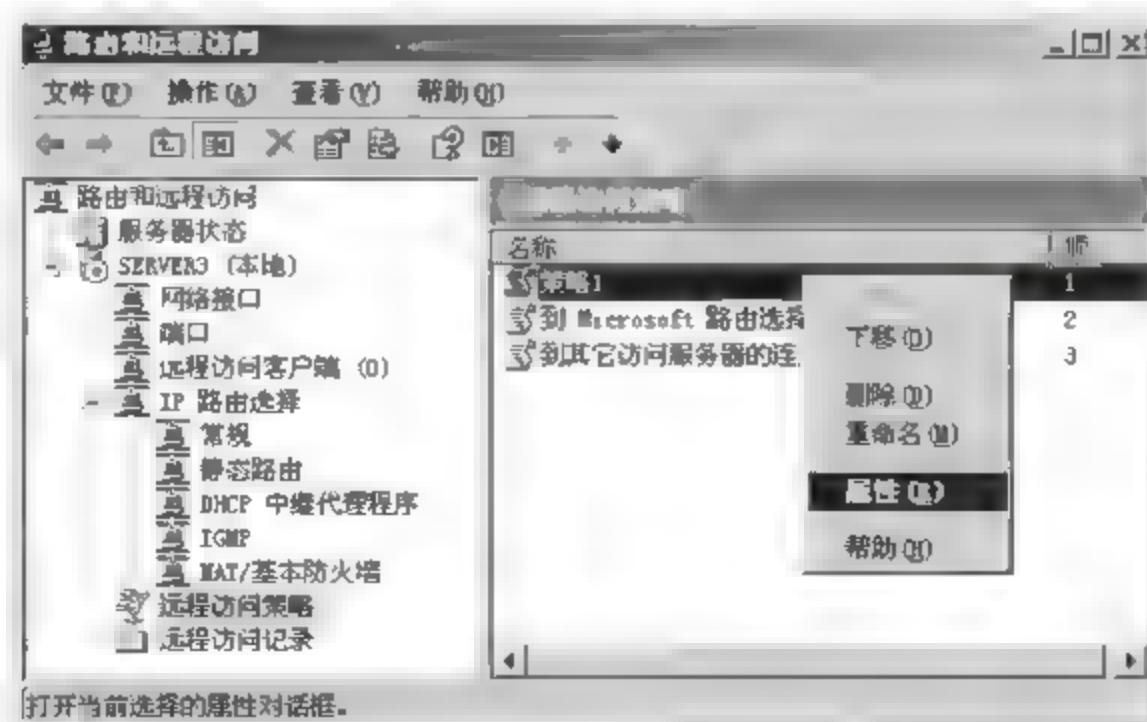 路由和远程访问
文件(F) 操作(A) 查看(V) 帮助(H)
路由和远程访问
服务器状态
SERVER3 (本地)
网络接口
端口
远程访问客户端 (0)
IP 路由选择
常规
静态路由
DHCP 中继代理程序
IGMP
NAT/基本防火墙
远程访问策略
远程访问记录
名称
策略1 1
到 Microsoft 路由选择 2
到其它访问服务器的连 3
下移(D)
删除(D)
重命名(M)
属性(R)
帮助(H)
打开当前选择的属性对话框。